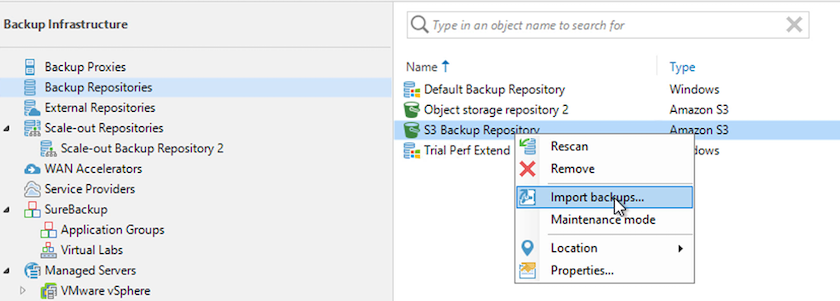 Backup Infrastructure
Backup Proxies
Backup Repositories
External Repositories
Scale-out Repositories
Scale-out Backup Repository 2
WAN Accelerators
Service Providers
SureBackup
Application Groups
Virtual Labs
Managed Servers
VMware vSphere
Type in an object name to search for
Name Type
Default Backup Repository Windows
Object storage repository 2 Amazon S3
S3 Backup Repository Amazon S3
Trial Perf Extend
Rescan
Remove
Import backups...
Maintenance mode
Location
Properties...